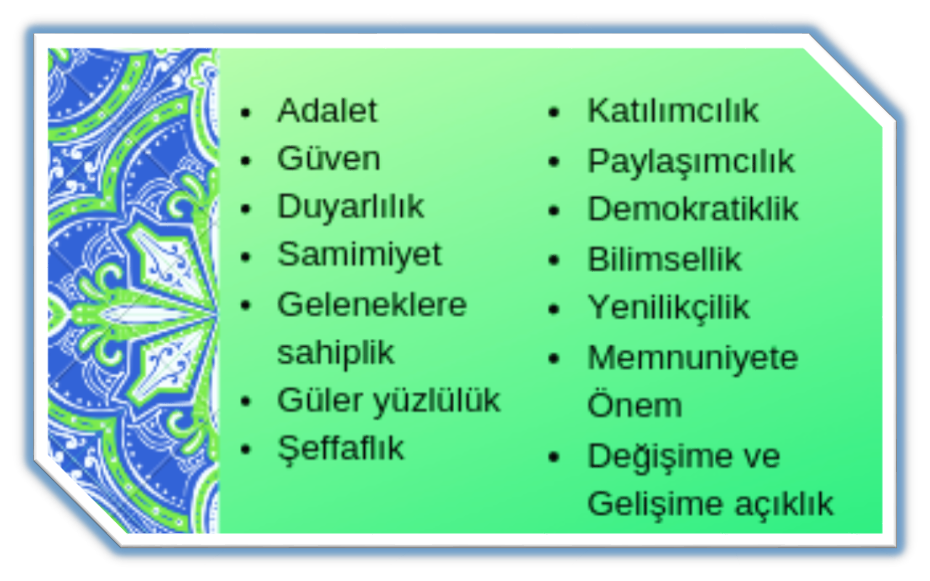 • Adalet
• Güven
• Duyarlılık
• Samimiyet
• Geleneklere
sahiplik
• Güler yüzlülük
• Şeffaflık
• Katılımcılık
• Paylaşımcılık
• Demokratiklik
• Bilimsellik
• Yenilikçilik
• Memnuniyete
Önem
• Değişime ve
Gelişime açıklık